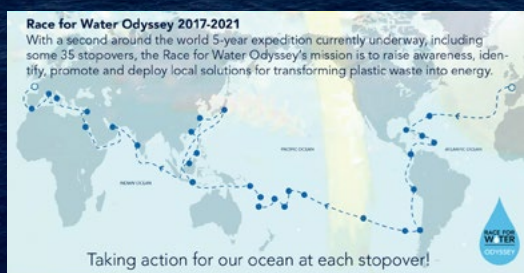 Race for Water Odyssey 2017-2021
With a second around the world 5-year expedition currently underway, including
some 35 stopovers, the Race for Water Odyssey's mission is to raise awareness, iden-
tify, promote and deploy local solutions for transforming plastic waste into energy.
PACIFIC OCEAN
ATLANTIC OCEAN
INDIAN OCEAN
RACE FOR
WATER
ODYSSEY
Taking action for our ocean at each stopover!